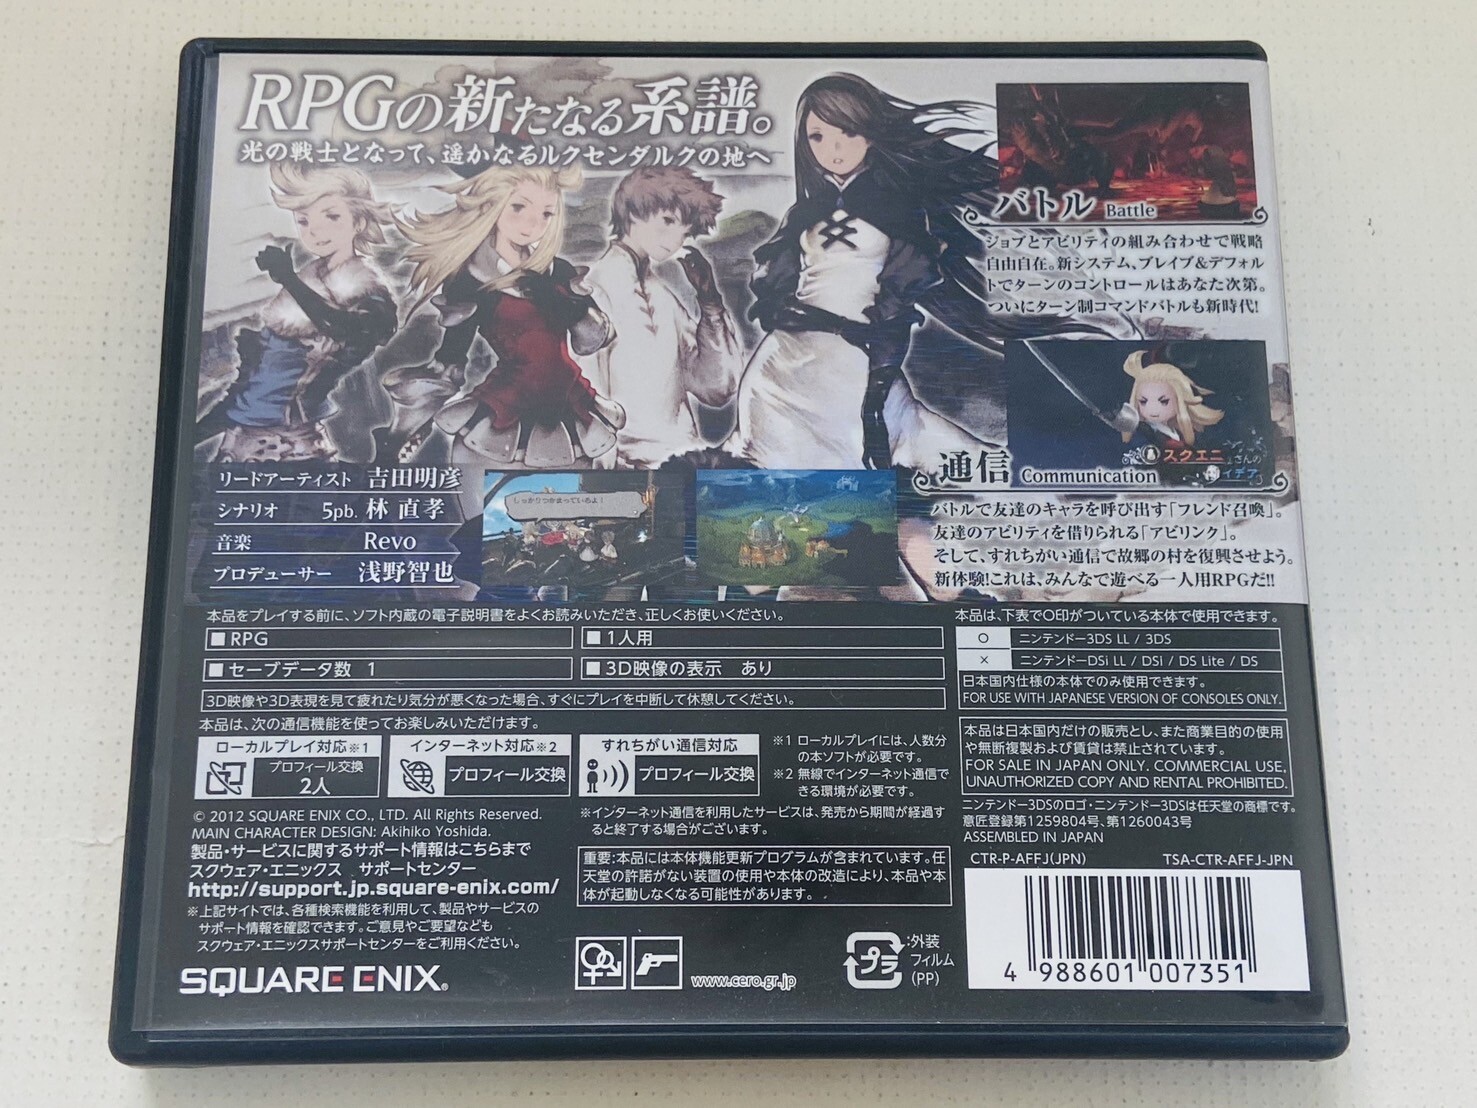 RPGの新たなる系譜。
光の戦士となって、遥かなるルクセンダルクの地へ
バトル Battle
ジョブとアビリティの組み合わせで戦略
自由自在。新システム、ブレイブ&デフォル
トでターンのコントロールはあなた次第。
ついにターン制コマンドバトルも新時代!
スクエニ さんの
イデア
通信 Communication
バトルで友達のキャラを呼び出す「フレンド召喚」。
友達のアビリティを借りられる「アビリンク」。
そして、すれちがい通信で故郷の村を復興させよう。
新体験!これは、みんなで遊べる一人用RPGだ!!
リードアーティスト 吉田明彦
シナリオ 5pb. 林 直孝
音楽 Revo
プロデューサー 浅野智也
しっかりつかまっているよ!
本品をプレイする前に、ソフト内蔵の電子説明書をよくお読みいただき、正しくお使いください。
■RPG
■1人用
■セーブデータ数 1
■3D映像の表示 あり
3D映像や3D表現を見て疲れたり気分が悪くなった場合、すぐにプレイを中断して休憩してください。
本品は、次の通信機能を使ってお楽しみいただけます。
ローカルプレイ対応※1
プロフィール交換
2人
インターネット対応※2
プロフィール交換
すれちがい通信対応
プロフィール交換
※1 ローカルプレイには、人数分
の本ソフトが必要です。
※2 無線でインターネット通信で
きる環境が必要です。
※インターネット通信を利用したサービスは、発売から期間が経過す
ると終了する場合がございます。
重要:本品には本体機能更新プログラムが含まれています。任
天堂の許諾がない装置の使用や本体の改造により、本品や本
体が起動しなくなる可能性があります。
© 2012 SQUARE ENIX CO., LTD. All Rights Reserved.
MAIN CHARACTER DESIGN: Akihiko Yoshida.
製品・サービスに関するサポート情報はこちらまで
スクウェア・エニックス サポートセンター
http://support.jp.square-enix.com/
※上記サイトでは、各種検索機能を利用して、製品やサービスの
サポート情報を確認できます。ご意見やご要望なども
スクウェア・エニックスサポートセンターをご利用ください。
SQUARE ENIX.
www.cero.gr.jp
プラ
:外装
フィルム
(PP)
本品は、下表で○印がついている本体で使用できます。
○ ニンテンドー3DS LL / 3DS
× ニンテンドーDSi LL / DSi / DS Lite / DS
日本国内仕様の本体でのみ使用できます。
FOR USE WITH JAPANESE VERSION OF CONSOLES ONLY.
本品は日本国内だけの販売とし、また商業目的の使用
や無断複製および賃貸は禁止されています。
FOR SALE IN JAPAN ONLY. COMMERCIAL USE,
UNAUTHORIZED COPY AND RENTAL PROHIBITED.
ニンテンドー3DSのロゴ・ニンテンドー3DSは任天堂の商標です。
意匠登録第1259804号、第1260043号
ASSEMBLED IN JAPAN
CTR-P-AFFJ(JPN) TSA-CTR-AFFJ-JPN
4 988601 007351